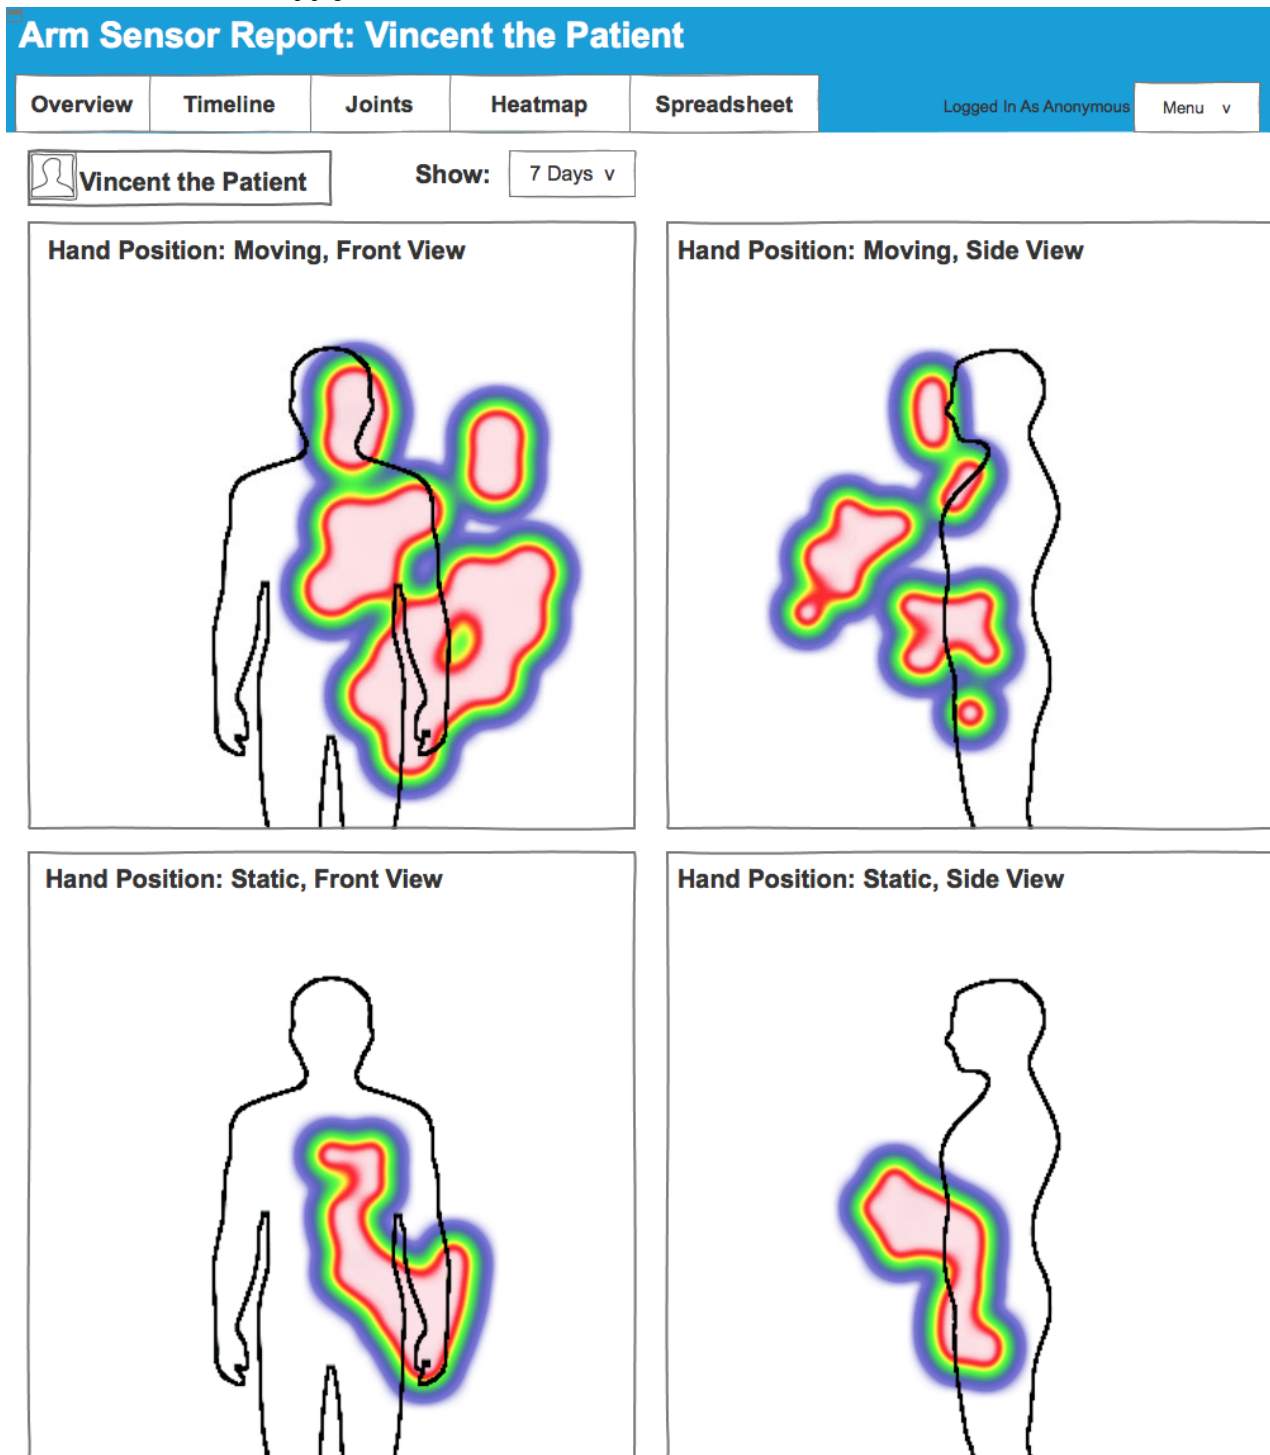 Arm Sensor Report: Vincent the Patient
Overview Timeline Joints Heatmap Spreadsheet Logged In As Anonymous Menu v
Vincent the Patient Show: 7 Days v
Hand Position: Moving, Front View
Hand Position: Moving, Side View
Hand Position: Static, Front View
Hand Position: Static, Side View